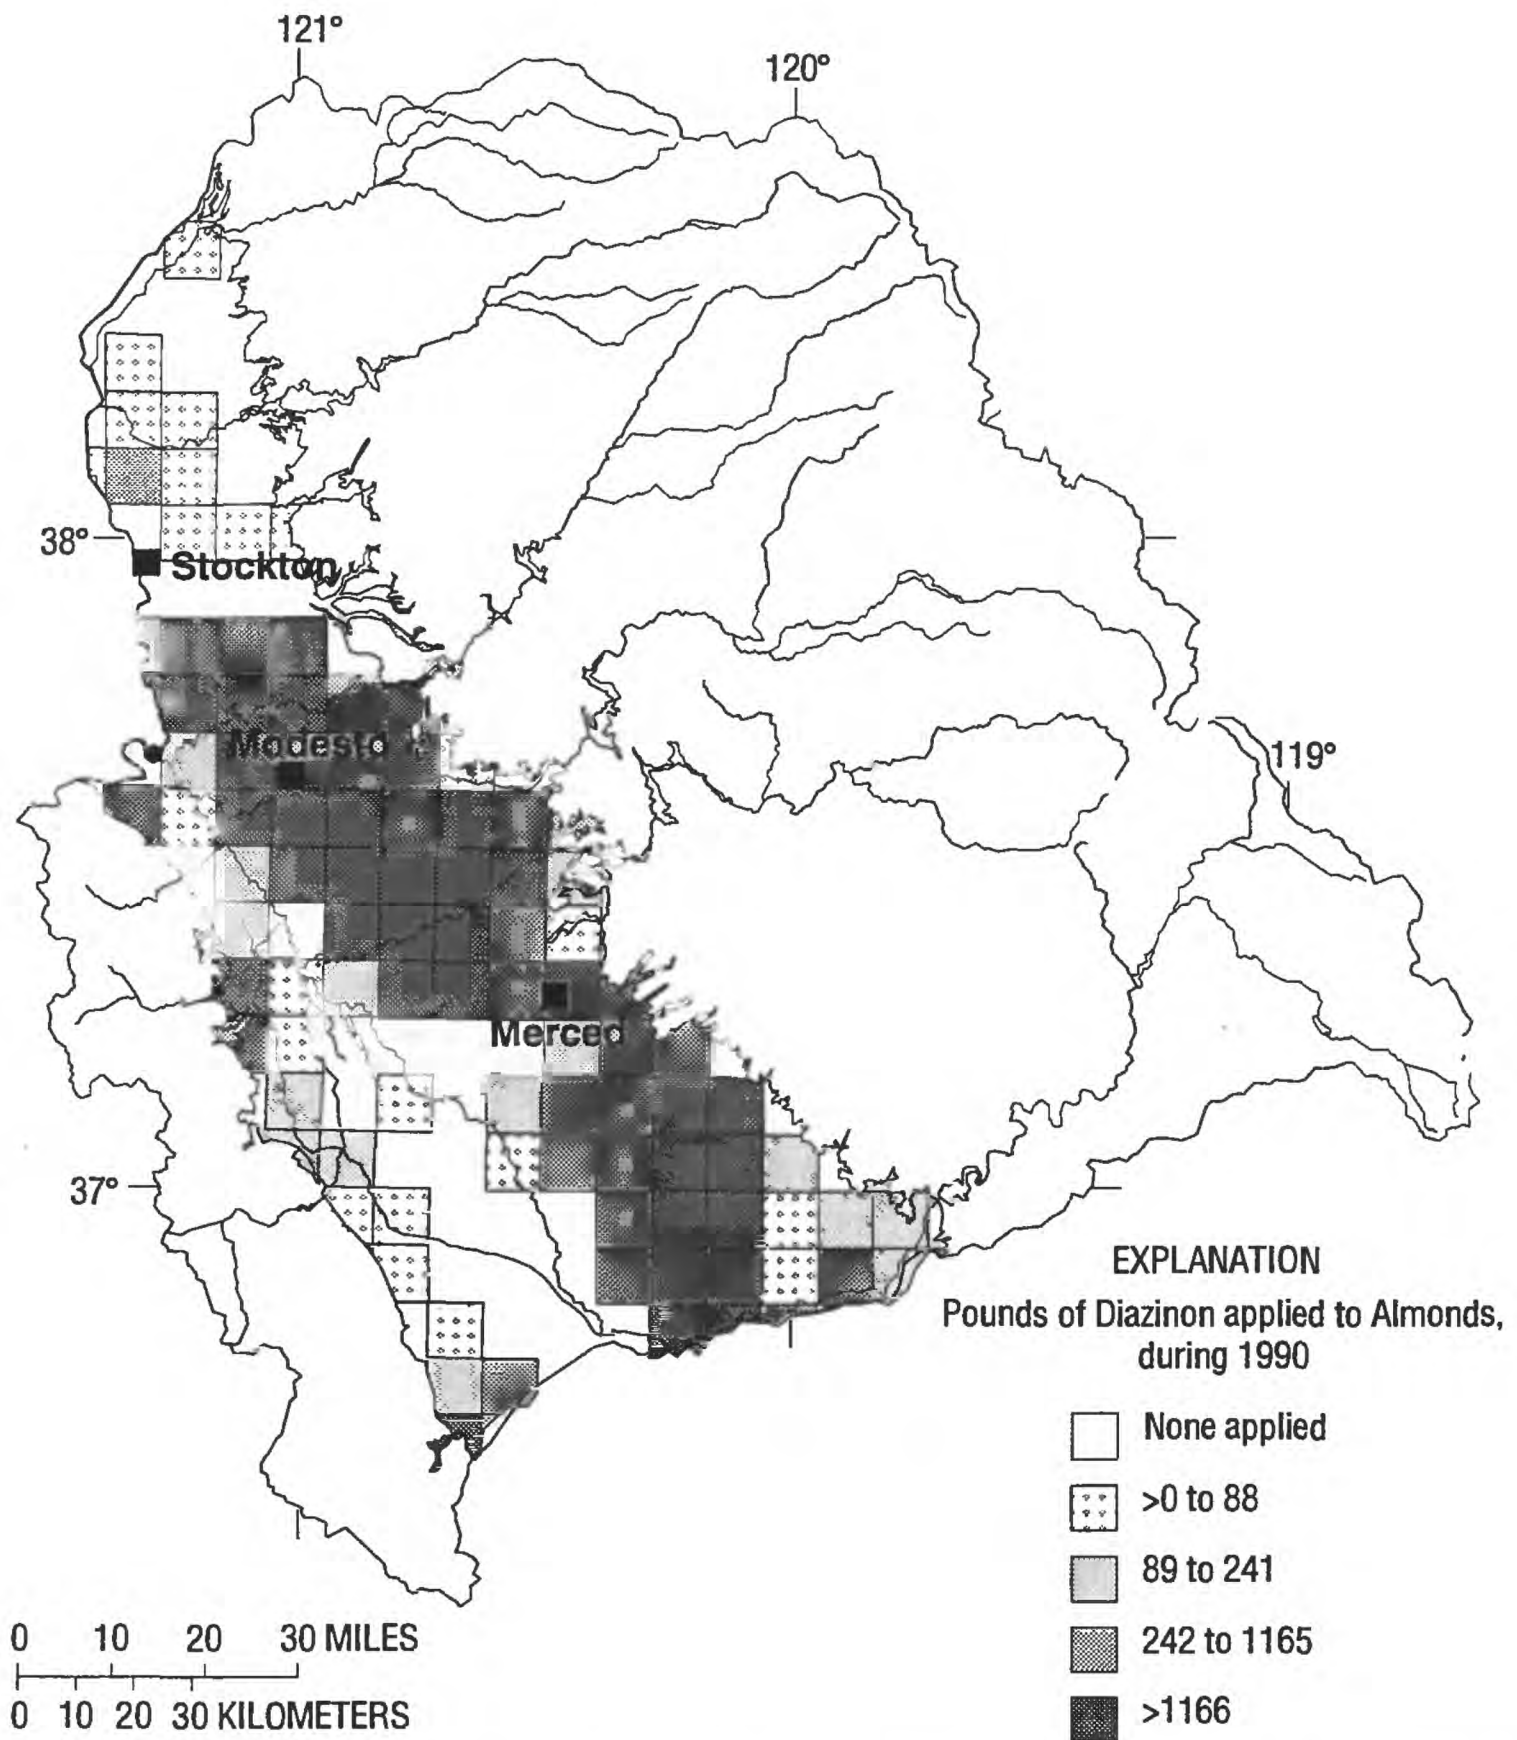 121°
120°
38°
Stockton
Modesto
119°
Merced
37°
EXPLANATION
Pounds of Diazinon applied to Almonds,
during 1990
None applied
>0 to 88
89 to 241
242 to 1165
>1166
0 10 20 30 MILES
0 10 20 30 KILOMETERS